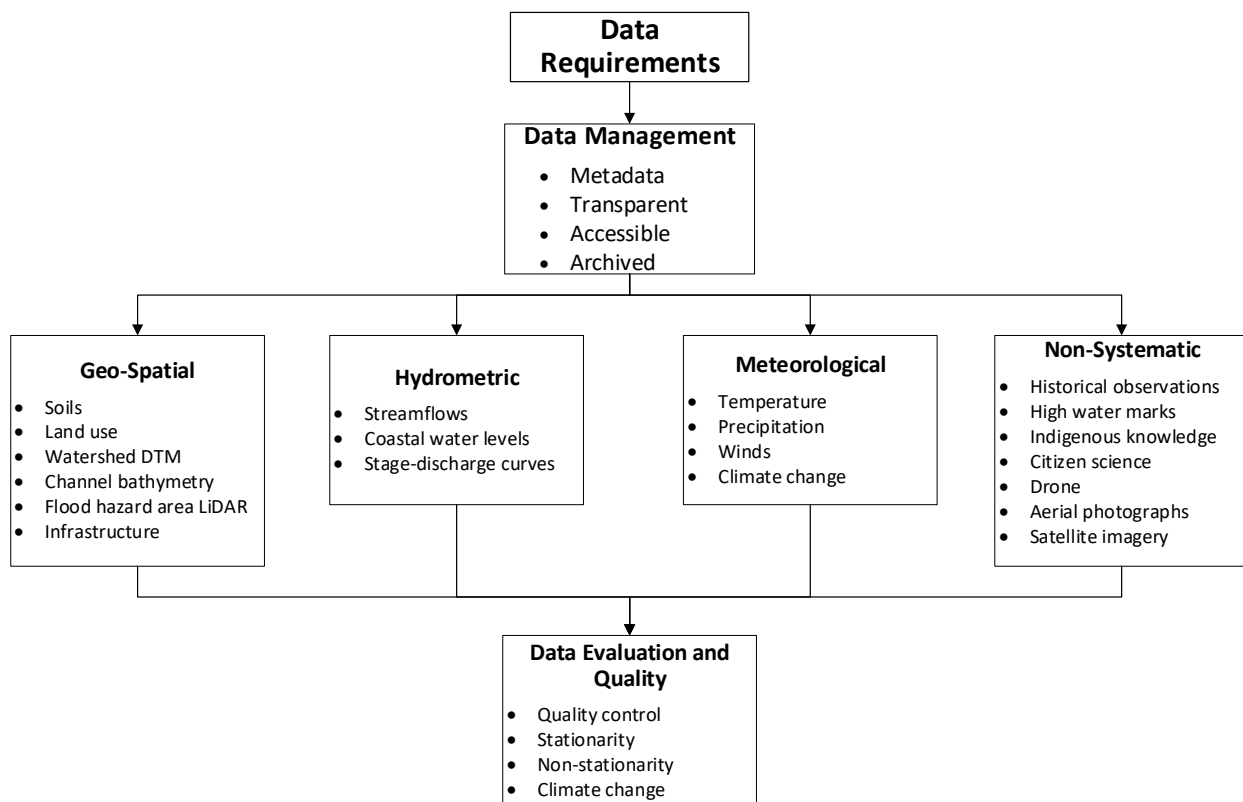 Data
Requirements
Data Management
• Metadata
• Transparent
• Accessible
• Archived
Geo-Spatial
• Soils
• Land use
• Watershed DTM
• Channel bathymetry
• Flood hazard area LiDAR
• Infrastructure
Hydrometric
• Streamflows
• Coastal water levels
• Stage-discharge curves
Meteorological
• Temperature
• Precipitation
• Winds
• Climate change
Non-Systematic
• Historical observations
• High water marks
• Indigenous knowledge
• Citizen science
• Drone
• Aerial photographs
• Satellite imagery
Data Evaluation and
Quality
• Quality control
• Stationarity
• Non-stationarity
• Climate change